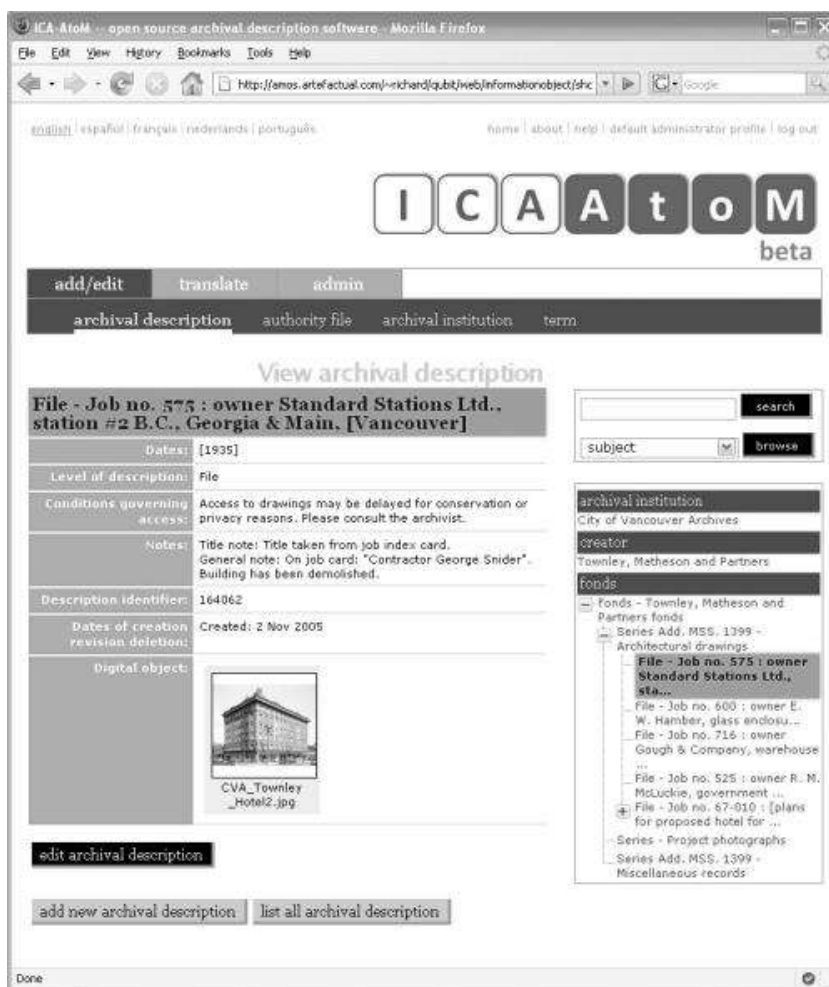 ICA-AtoM -- open source archival description software - Mozilla Firefox
File Edit View History Bookmarks Tools Help
http://amos.artefactual.com/~richard/qubit/web/informationobject/shc
Google
english | español | français | nederlands | português
home | about | help | default administrator profile | log out
ICAAtoM
beta
add/edit translate admin
archival description authority file archival institution term
View archival description
File - Job no. 575 : owner Standard Stations Ltd.,
station #2 B.C., Georgia & Main, [Vancouver]
Dates: [1935]
Level of description: File
Conditions governing access: Access to drawings may be delayed for conservation or
privacy reasons. Please consult the archivist.
Notes: Title note: Title taken from job index card.
General note: On job card: "Contractor George Snider".
Building has been demolished.
Description identifier: 164062
Dates of creation revision deletion: Created: 2 Nov 2005
Digital object:
CVA_Townley
_Hotel2.jpg
edit archival description
add new archival description list all archival description
search
subject browse
archival institution
City of Vancouver Archives
creator
Townley, Matheson and Partners
fonds
Fonds - Townley, Matheson and
Partners fonds
Series Add. MSS. 1399 -
Architectural drawings
File - Job no. 575 : owner
Standard Stations Ltd.,
sta...
File - Job no. 600 : owner E.
W. Hamber, glass enclosu...
File - Job no. 716 : owner
Gough & Company, warehouse
...
File - Job no. 525 : owner R. M.
McLuckie, government ...
File - Job no. 67-010 : [plans
for proposed hotel for ...
Series - Project photographs
Series Add. MSS. 1399 -
Miscellaneous records
Done